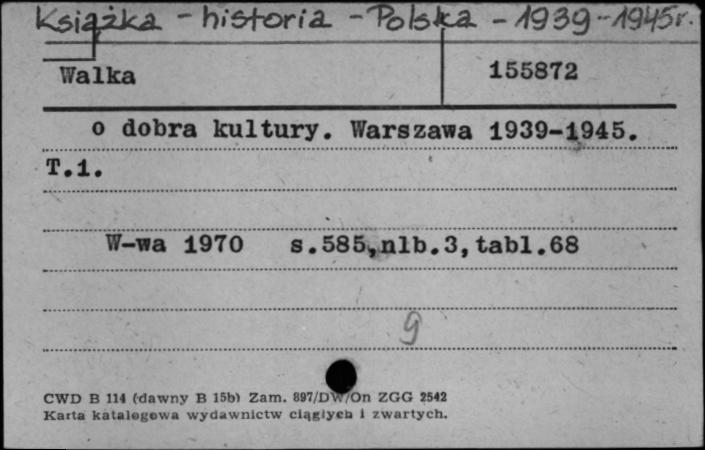 Książka - historia - Polska - 1939-1945r.
Walka 155872
o dobra kultury. Warszawa 1939-1945.
T.1.
W-wa 1970 s.585,nlb.3,tabl.68
9
CWD B 114 (dawny B 15b) Zam. 897/DW/On ZGG 2542
Karta katalogowa wydawnictw ciągłych i zwartych.